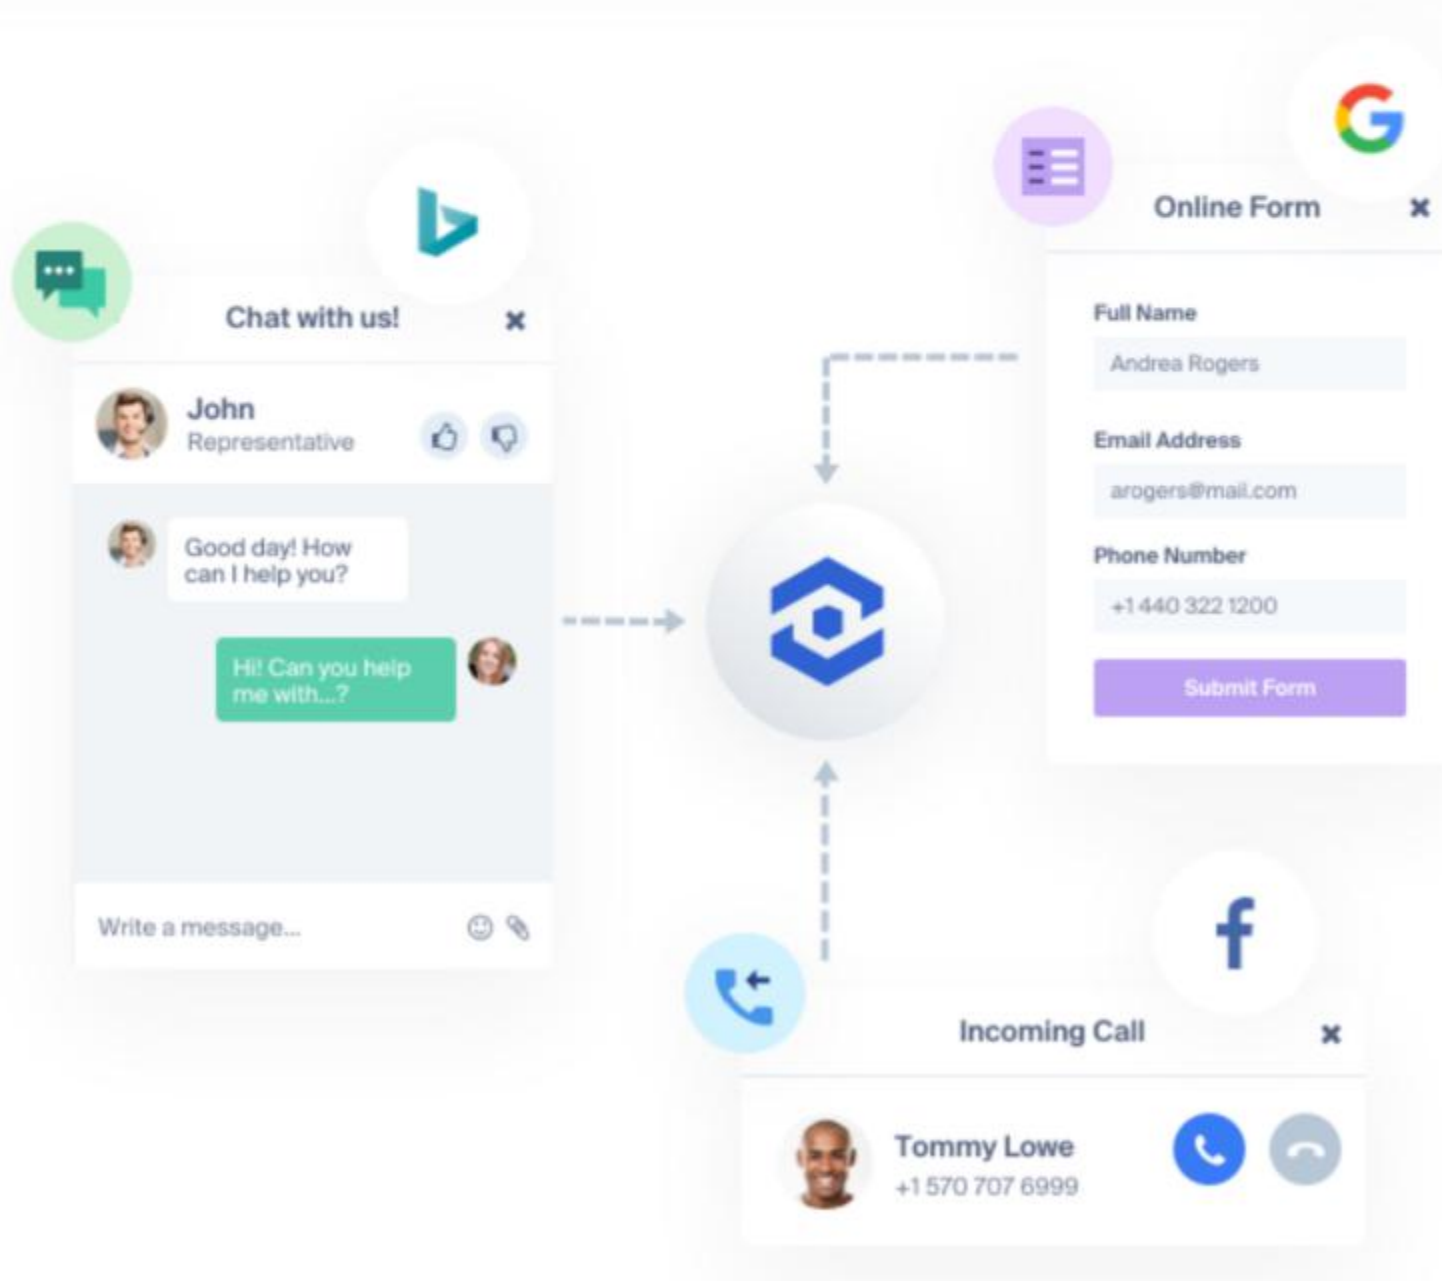 Chat with us!
John
Representative
Good day! How
can I help you?
Hi! Can you help
me with...?
Write a message...
Online Form
Full Name
Andrea Rogers
Email Address
arogers@mail.com
Phone Number
+1 440 322 1200
Submit Form
Incoming Call
Tommy Lowe
+1 570 707 6999